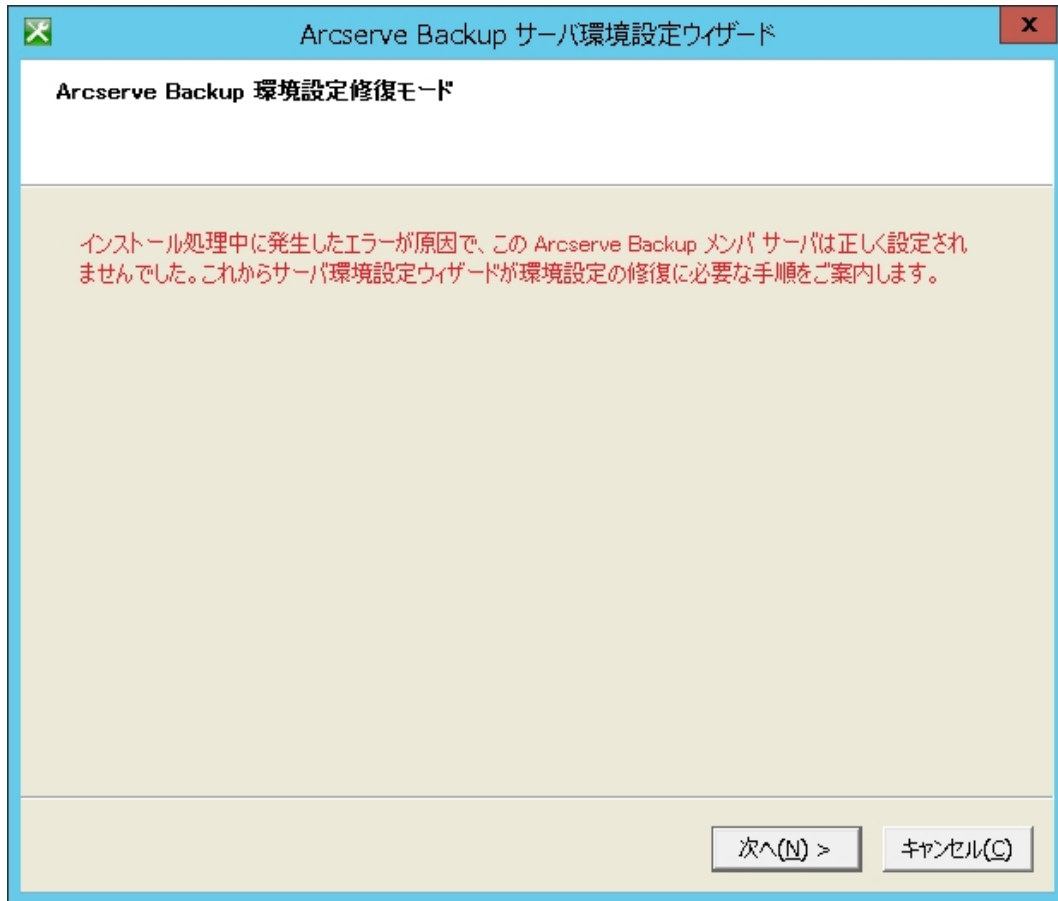 Arcserve Backup サーバ環境設定ウィザード
x
Arcserve Backup 環境設定修復モード
インストール処理中に発生したエラーが原因で、この Arcserve Backup メンバ サーバは正しく設定され
ませんでした。これからサーバ環境設定ウィザードが環境設定の修復に必要な手順をご案内します。
次へ(N) >
キャンセル(C)